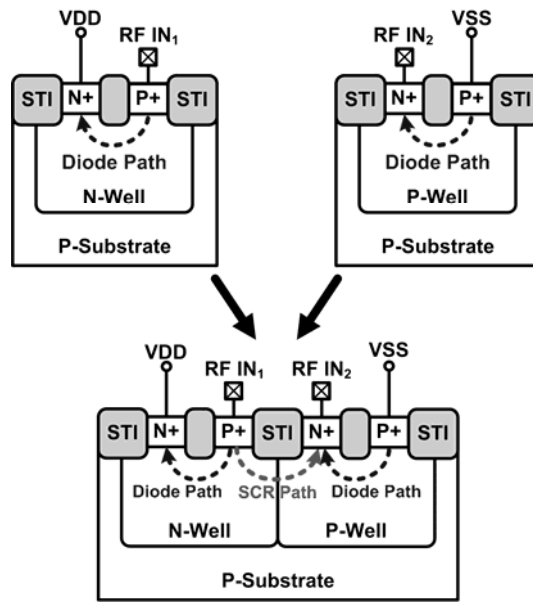 VDD
RF IN₁
STI N+ P+ STI
Diode Path
N-Well
P-Substrate
VSS
RF IN₂
STI N+ P+ STI
Diode Path
P-Well
P-Substrate
VDD
RF IN₁
RF IN₂
VSS
STI N+ P+ STI N+ P+ STI
Diode Path SCR Path Diode Path
N-Well P-Well
P-Substrate